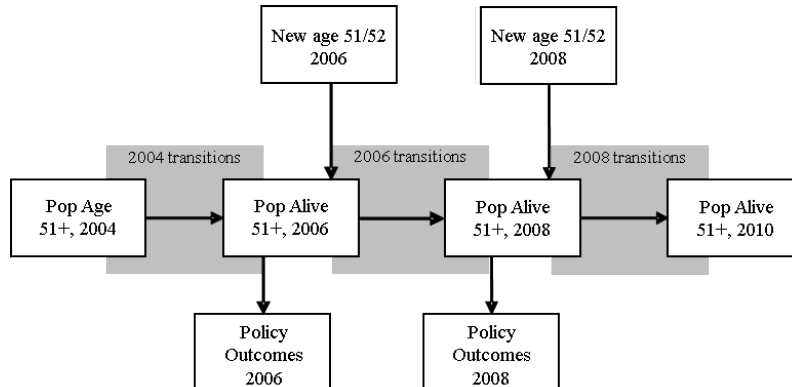 New age 51/52
2006
New age 51/52
2008
2004 transitions
2006 transitions
2008 transitions
Pop Age
51+, 2004
Pop Alive
51+, 2006
Pop Alive
51+, 2008
Pop Alive
51+, 2010
Policy
Outcomes
2006
Policy
Outcomes
2008